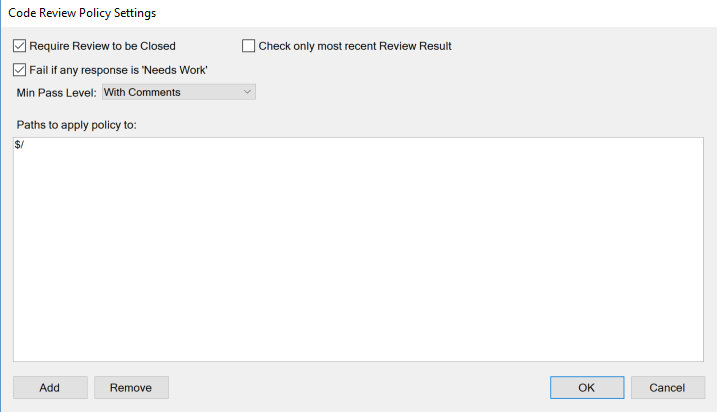 Code Review Policy Settings
Require Review to be Closed
Check only most recent Review Result
Fail if any response is 'Needs Work'
Min Pass Level: With Comments
Paths to apply policy to:
$/
Add
Remove
OK
Cancel